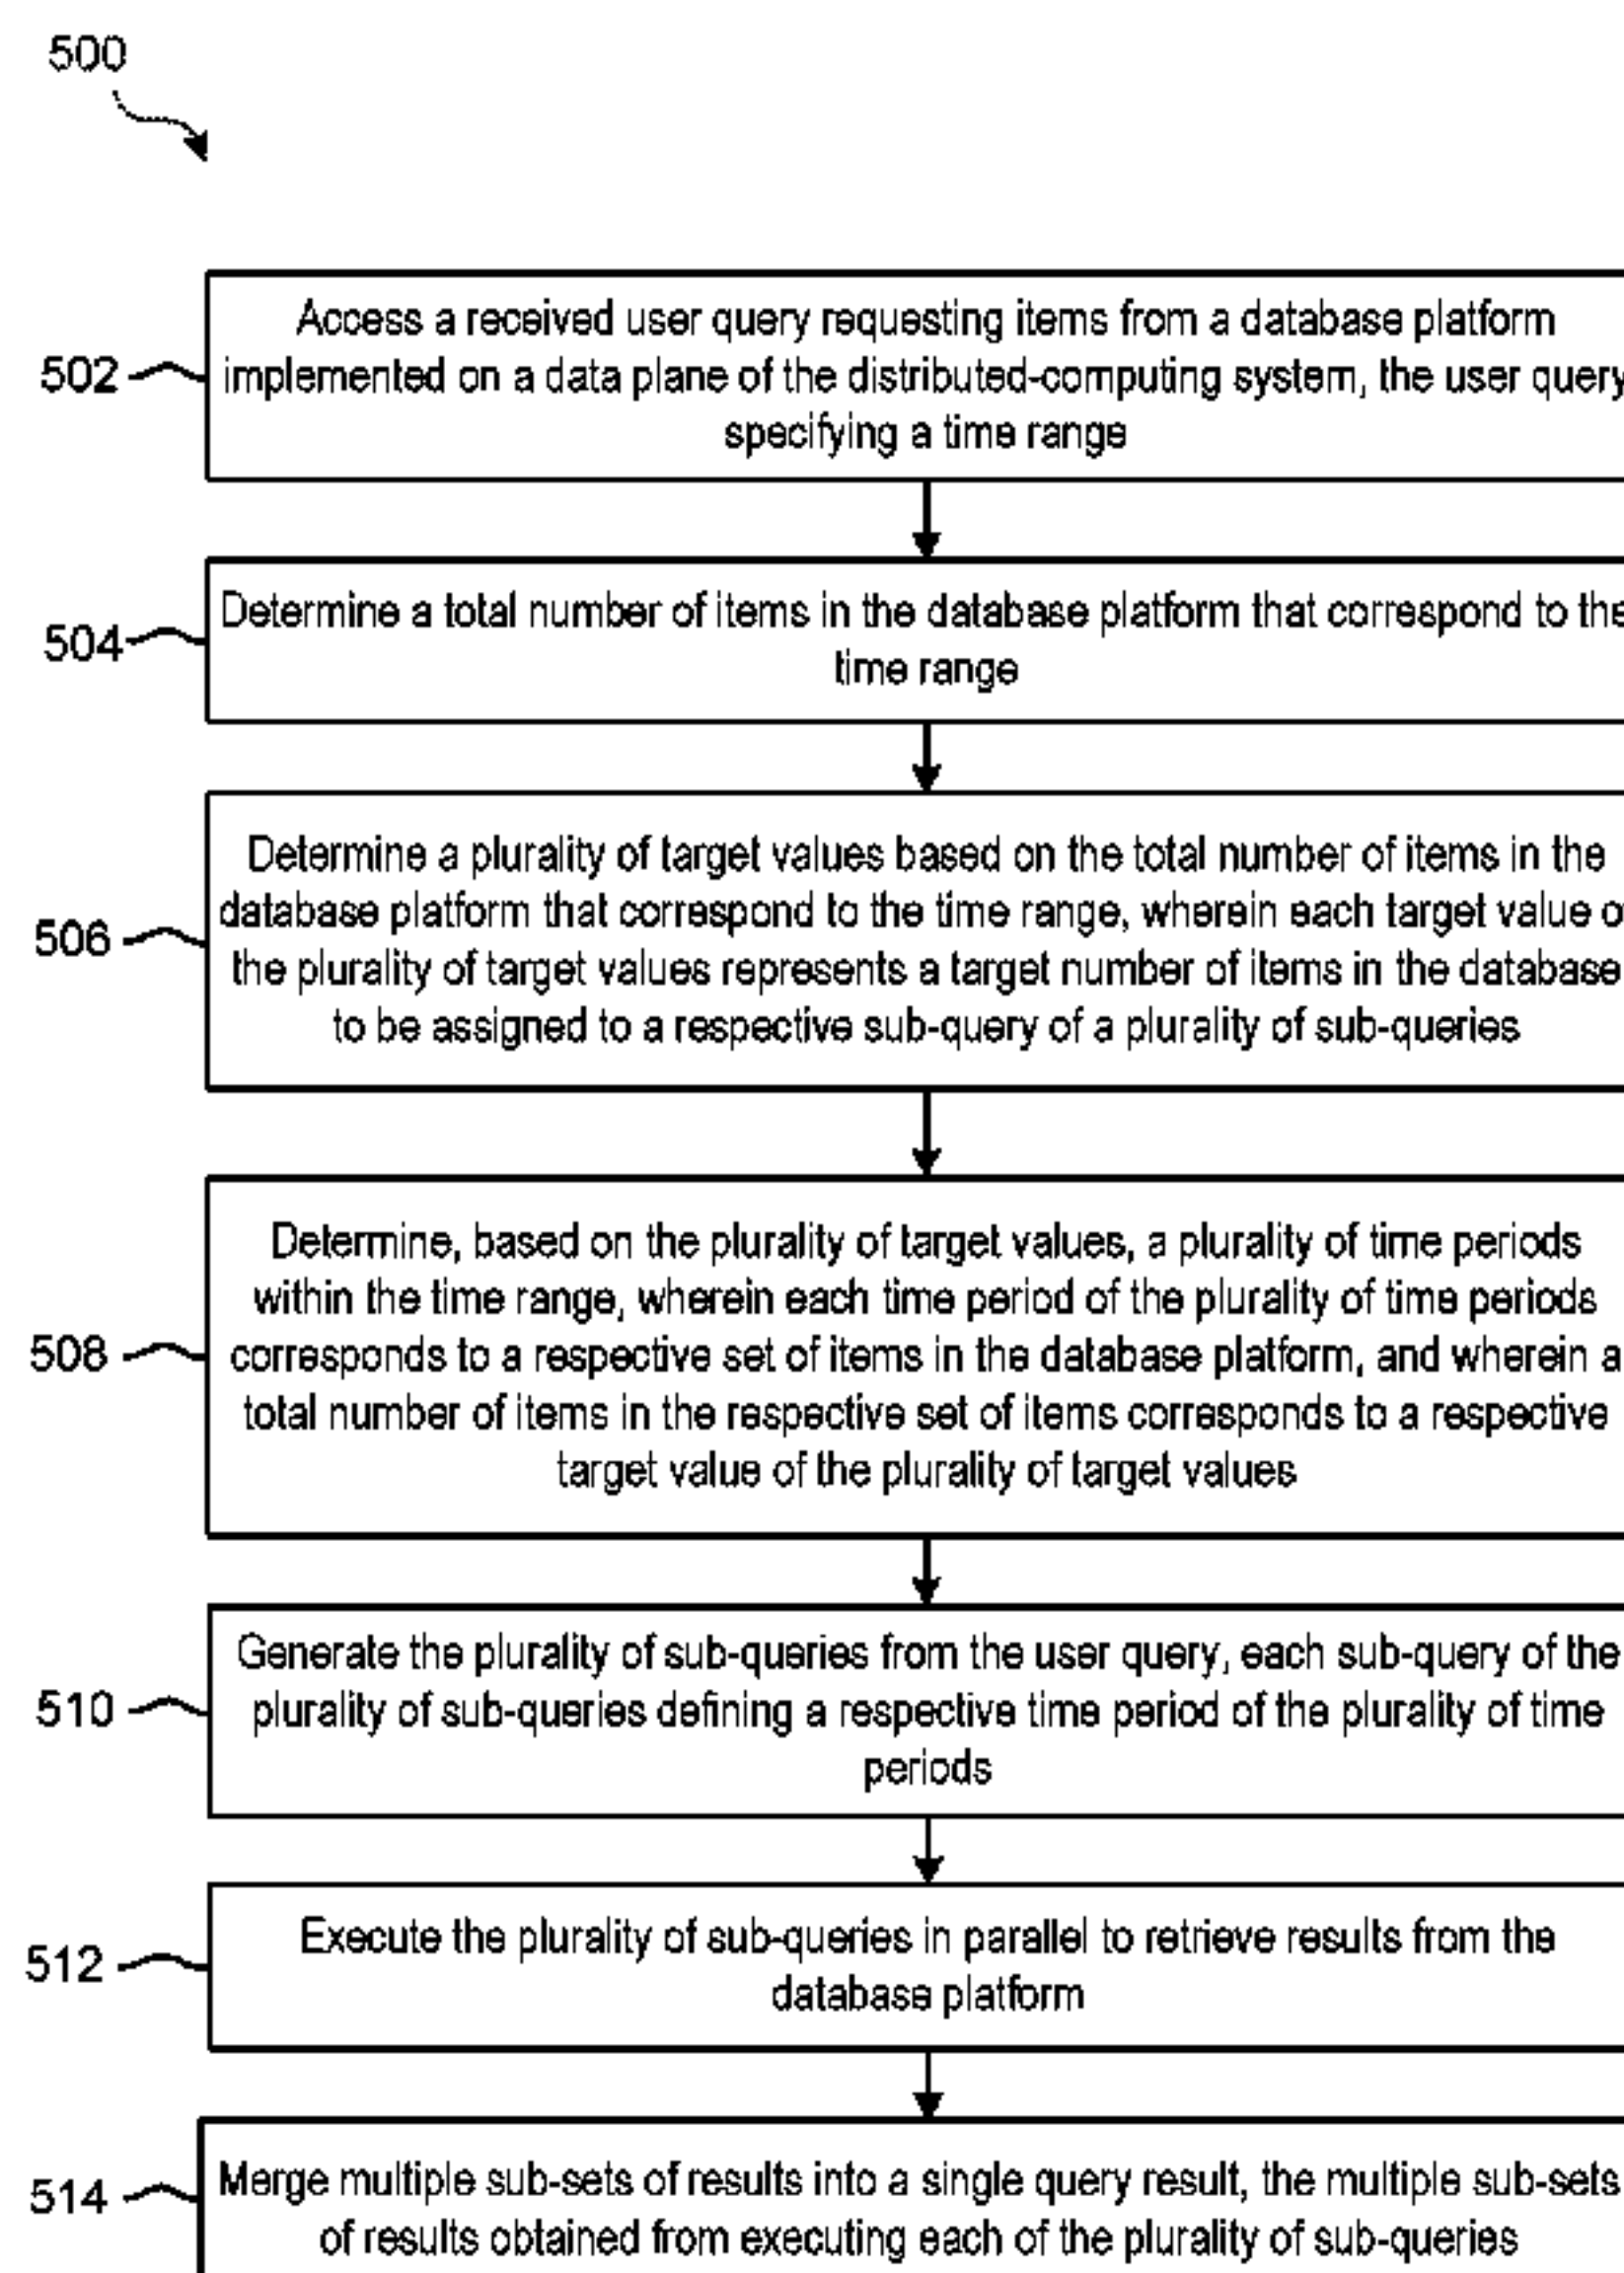 500
502
Access a received user query requesting items from a database platform
implemented on a data plane of the distributed-computing system, the user query
specifying a time range
504
Determine a total number of items in the database platform that correspond to the
time range
506
Determine a plurality of target values based on the total number of items in the
database platform that correspond to the time range, wherein each target value
the plurality of target values represents a target number of items in the database
to be assigned to a respective sub-query of a plurality of sub-queries
508
Determine, based on the plurality of target values, a plurality of time periods
within the time range, wherein each time period of the plurality of time periods
corresponds to a respective set of items in the database platform, and wherein a
total number of items in the respective set of items corresponds to a respective
target value of the plurality of target values
510
Generate the plurality of sub-queries from the user query, each sub-query of the
plurality of sub-queries defining a respective time period of the plurality of time
periods
512
Execute the plurality of sub-queries in parallel to retrieve results from the
database platform
514
Merge multiple sub-sets of results into a single query result, the multiple sub-sets
of results obtained from executing each of the plurality of sub-queries